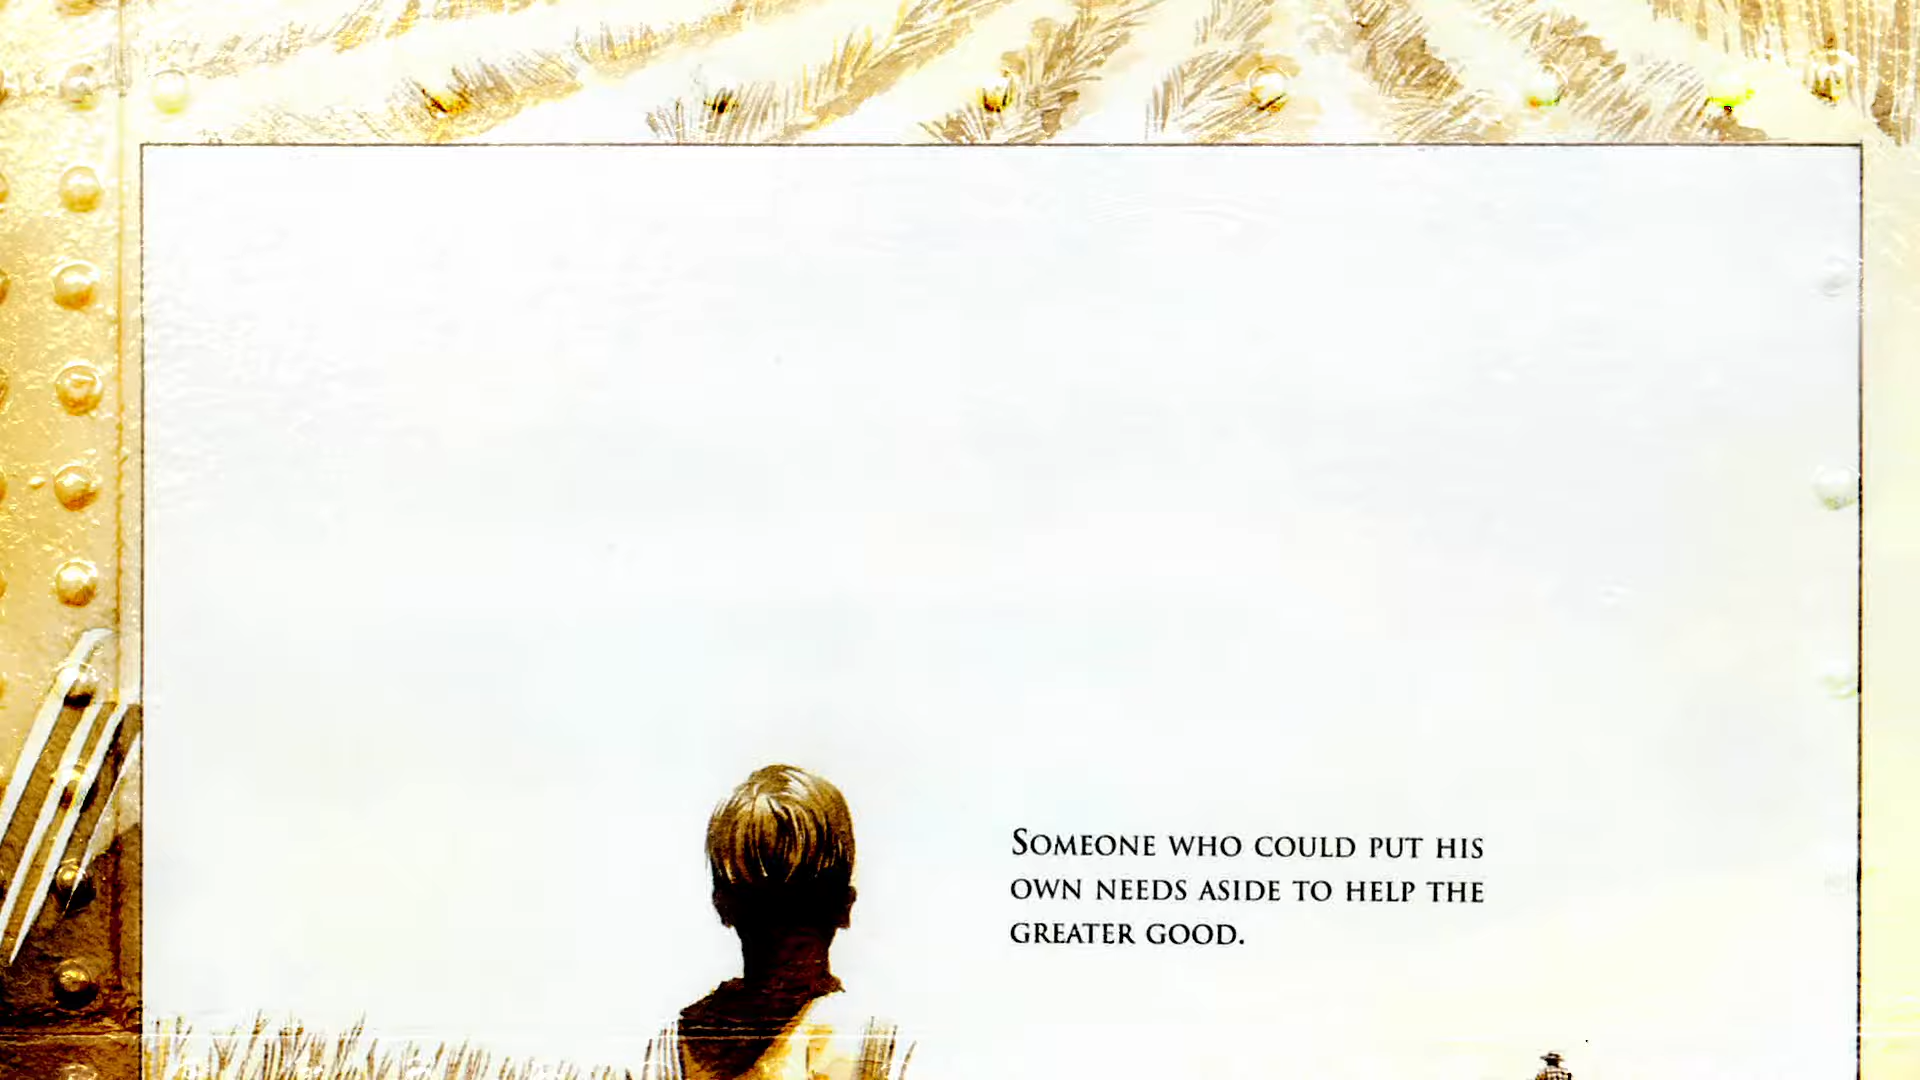 Someone who could put his
own needs aside to help the
greater good.